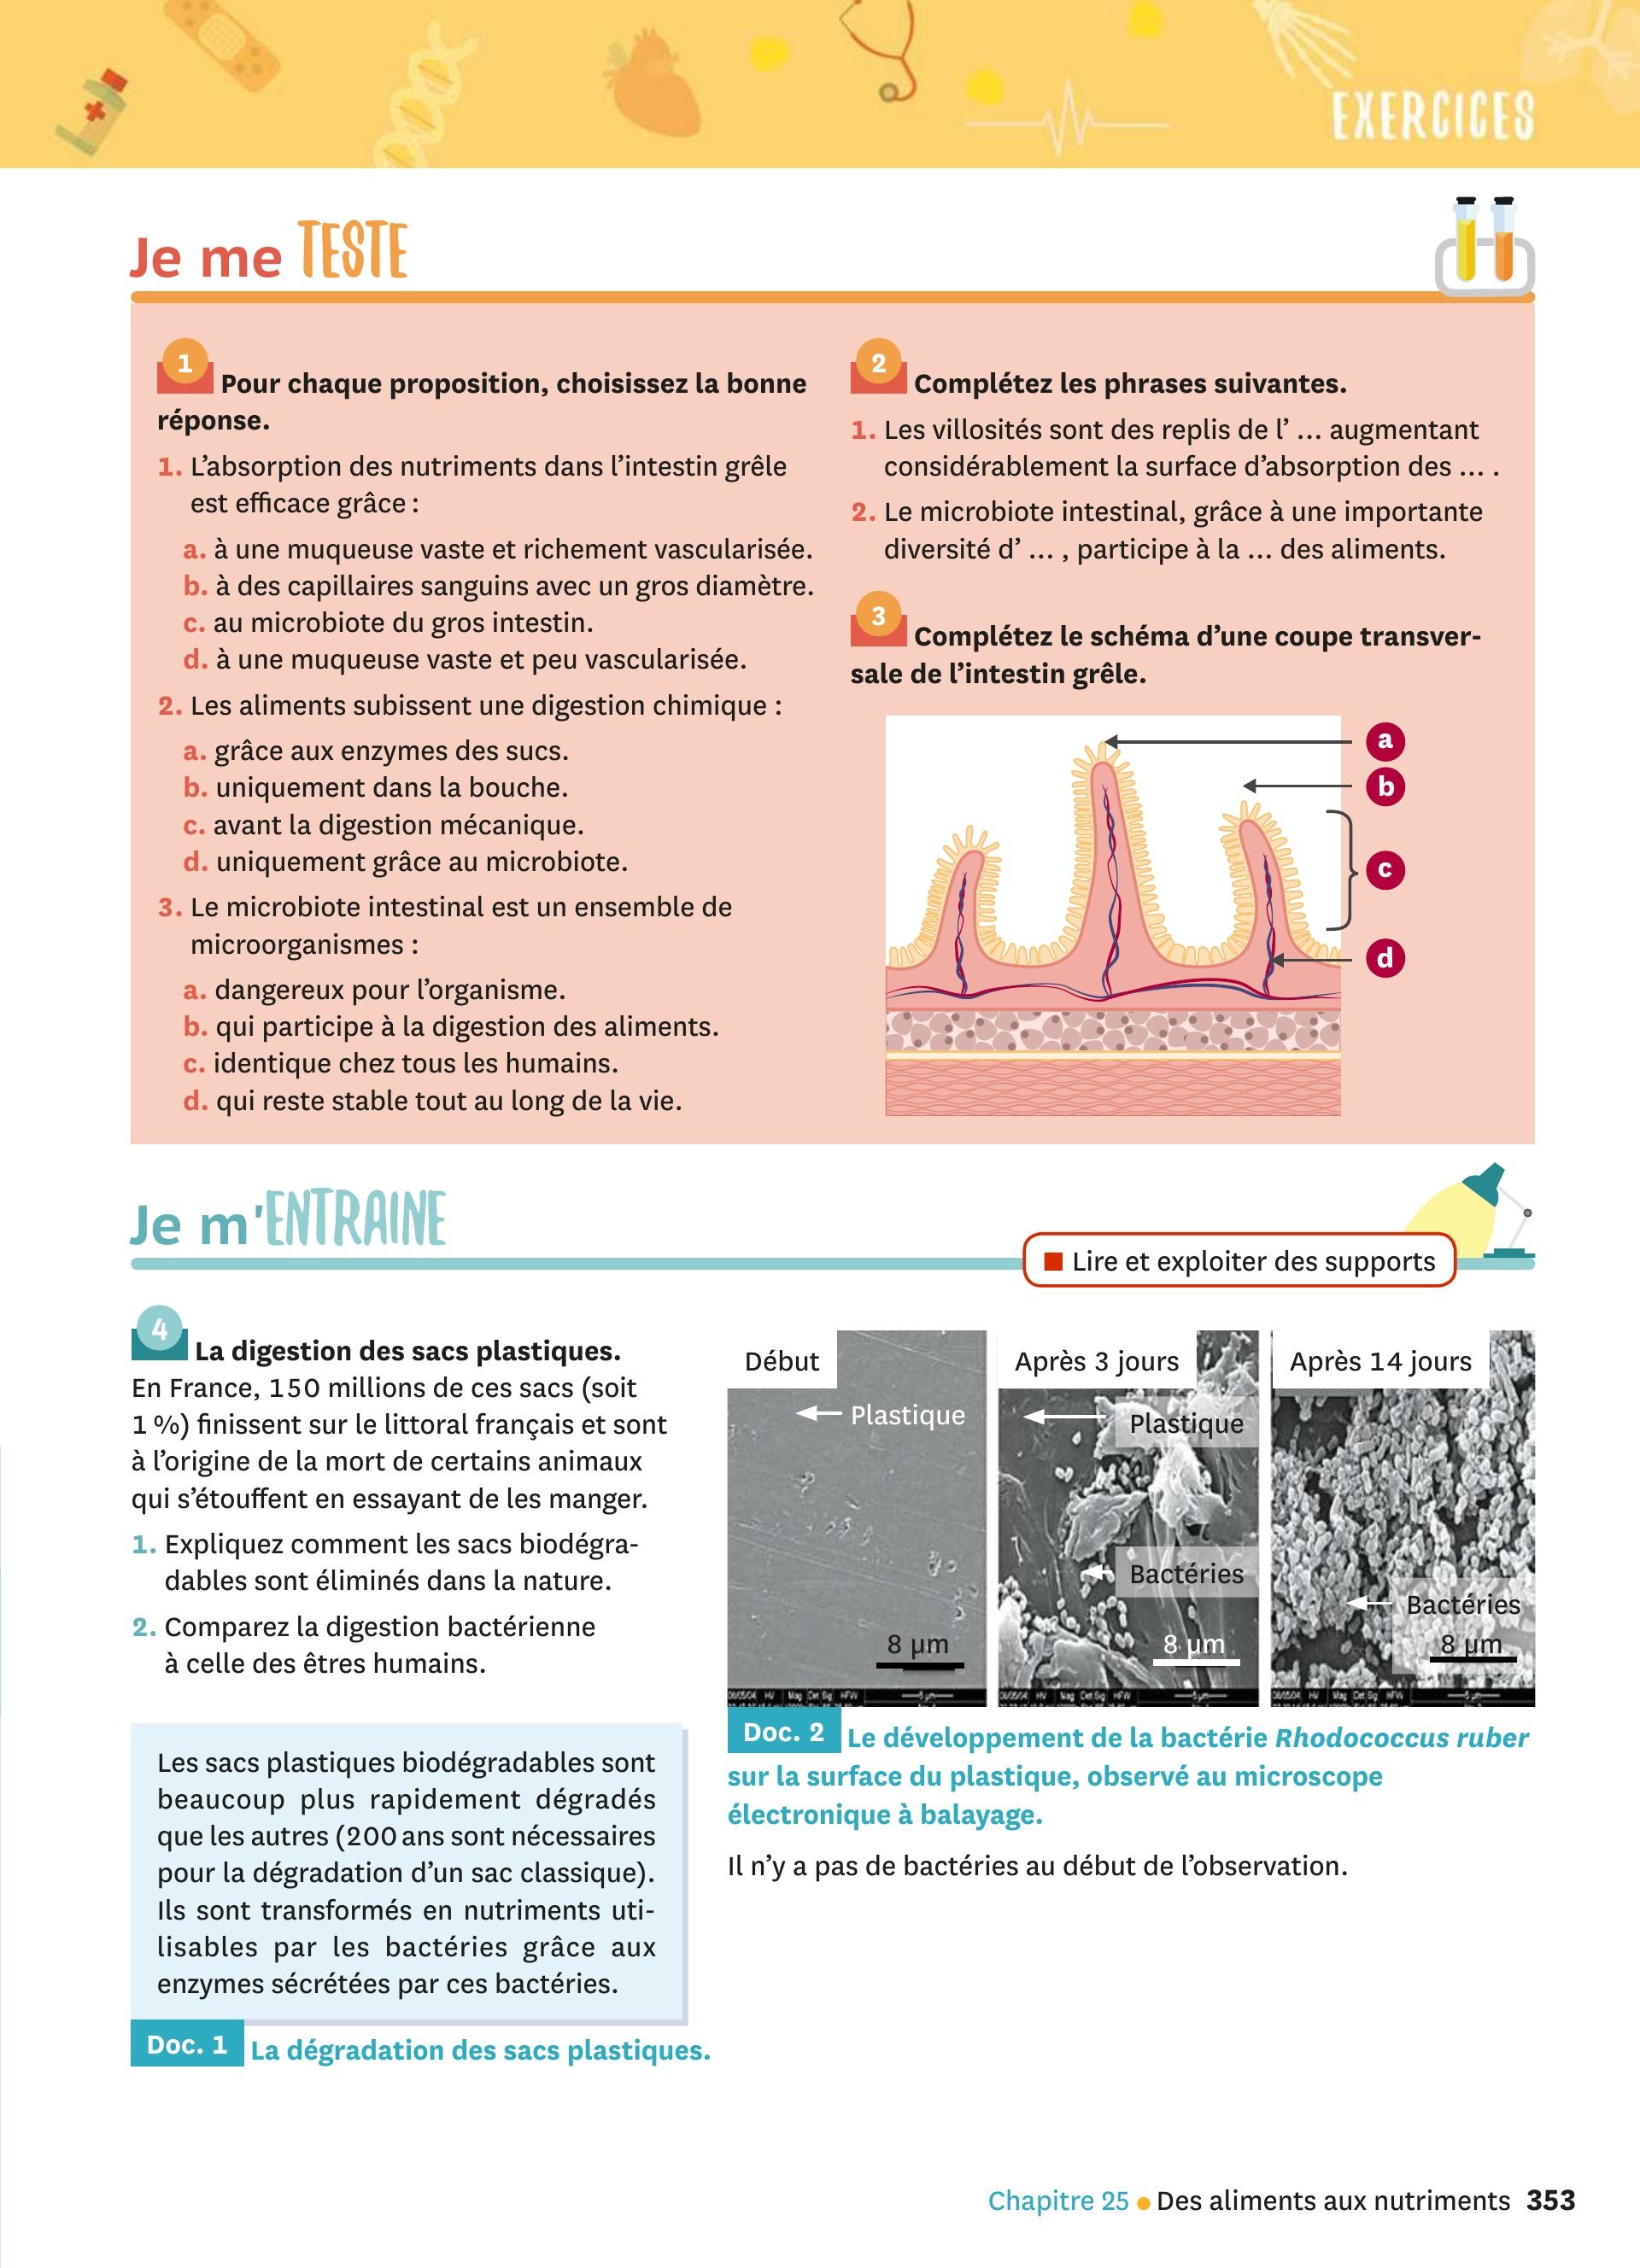 EXERCICES
Je me TESTE
1 Pour chaque proposition, choisissez la bonne
réponse.
1. L’absorption des nutriments dans l’intestin grêle
est efficace grâce :
a. à une muqueuse vaste et richement vascularisée.
b. à des capillaires sanguins avec un gros diamètre.
c. au microbiote du gros intestin.
d. à une muqueuse vaste et peu vascularisée.
2. Les aliments subissent une digestion chimique :
a. grâce aux enzymes des sucs.
b. uniquement dans la bouche.
c. avant la digestion mécanique.
d. uniquement grâce au microbiote.
3. Le microbiote intestinal est un ensemble de
microorganismes :
a. dangereux pour l’organisme.
b. qui participe à la digestion des aliments.
c. identique chez tous les humains.
d. qui reste stable tout au long de la vie.
2 Complétez les phrases suivantes.
1. Les villosités sont des replis de l’ ... augmentant
considérablement la surface d’absorption des ... .
2. Le microbiote intestinal, grâce à une importante
diversité d’ ... , participe à la ... des aliments.
3 Complétez le schéma d’une coupe transver-
sale de l’intestin grêle.
a
b
c
d
Je m'ENTRAINE
Lire et exploiter des supports
4 La digestion des sacs plastiques.
En France, 150 millions de ces sacs (soit
1 %) finissent sur le littoral français et sont
à l’origine de la mort de certains animaux
qui s’étouffent en essayant de les manger.
1. Expliquez comment les sacs biodégra-
dables sont éliminés dans la nature.
2. Comparez la digestion bactérienne
à celle des êtres humains.
Les sacs plastiques biodégradables sont
beaucoup plus rapidement dégradés
que les autres (200 ans sont nécessaires
pour la dégradation d’un sac classique).
Ils sont transformés en nutriments uti-
lisables par les bactéries grâce aux
enzymes sécrétées par ces bactéries.
Doc. 1 La dégradation des sacs plastiques.
Début
Plastique
8 µm
Après 3 jours
Plastique
Bactéries
8 µm
Après 14 jours
Bactéries
8 µm
Doc. 2 Le développement de la bactérie Rhodococcus ruber
sur la surface du plastique, observé au microscope
électronique à balayage.
Il n’y a pas de bactéries au début de l’observation.
Chapitre 25 • Des aliments aux nutriments 353